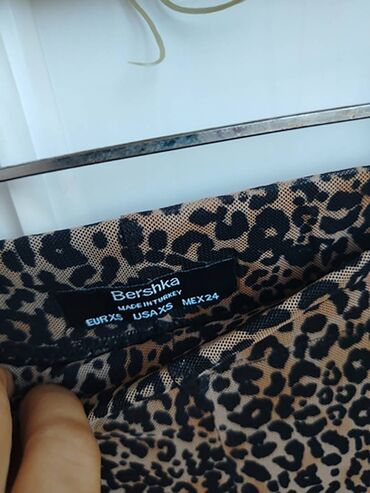 Bershka
MADE IN TURKEY
EUR XS USA XS MEX 24